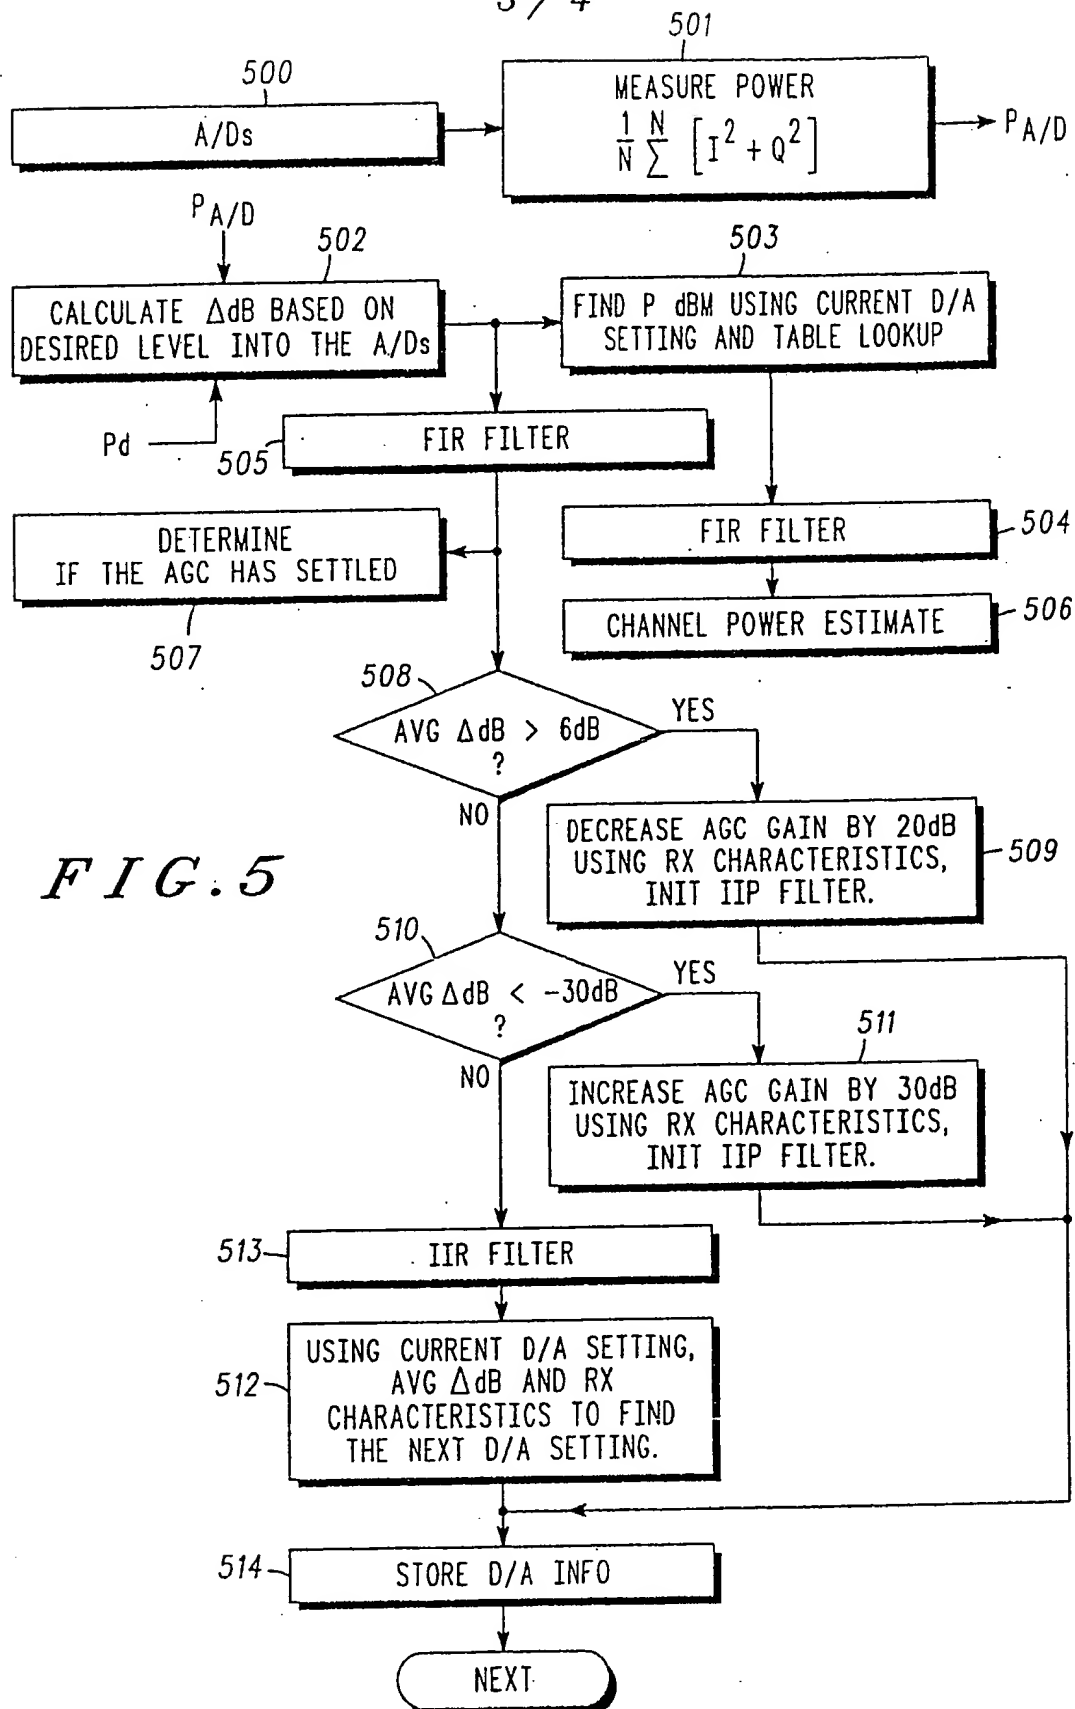 3/4
500
501
A/Ds
MEASURE POWER
1/N N Σ [I² + Q²]
P A/D
P A/D
502
503
CALCULATE ΔdB BASED ON
DESIRED LEVEL INTO THE A/Ds
FIND P dBM USING CURRENT D/A
SETTING AND TABLE LOOKUP
Pd
505
FIR FILTER
DETERMINE
IF THE AGC HAS SETTLED
507
FIR FILTER
504
CHANNEL POWER ESTIMATE
506
508
AVG ΔdB > 6dB
?
YES
NO
DECREASE AGC GAIN BY 20dB
USING RX CHARACTERISTICS,
INIT IIP FILTER.
509
FIG.5
510
AVG ΔdB < -30dB
?
YES
NO
511
INCREASE AGC GAIN BY 30dB
USING RX CHARACTERISTICS,
INIT IIP FILTER.
513
IIR FILTER
512
USING CURRENT D/A SETTING,
AVG ΔdB AND RX
CHARACTERISTICS TO FIND
THE NEXT D/A SETTING.
514
STORE D/A INFO
NEXT